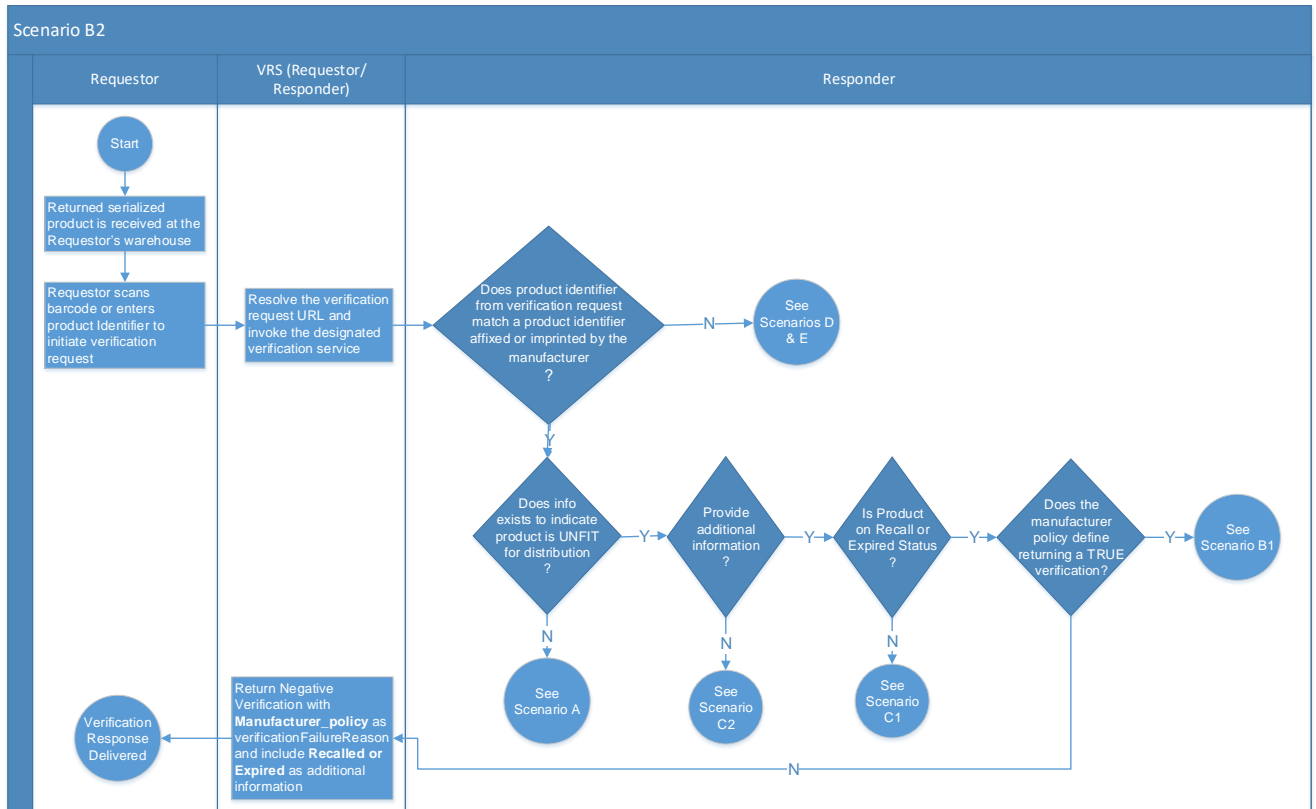 Scenario B2
Requestor
VRS (Requestor/
Responder)
Responder
Start
Returned serialized
product is received at the
Requestor's warehouse
Requestor scans
barcode or enters
product Identifier to
initiate verification
request
Resolve the verification
request URL and
invoke the designated
verification service
Does product identifier
from verification request
match a product identifier
affixed or imprinted by the
manufacturer
?
N
See
Scenarios D
& E
Y
Does info
exists to indicate
product is UNFIT
for distribution
?
Y
Provide
additional
information
?
Y
Is Product
on Recall or
Expired Status
?
Y
Does the
manufacturer
policy define
returning a TRUE
verification?
Y
See
Scenario B1
N
See
Scenario A
N
See
Scenario
C2
N
See
Scenario
C1
N
Return Negative
Verification with
Manufacturer_policy as
verificationFailureReason
and include Recalled or
Expired as additional
information
Verification
Response
Delivered